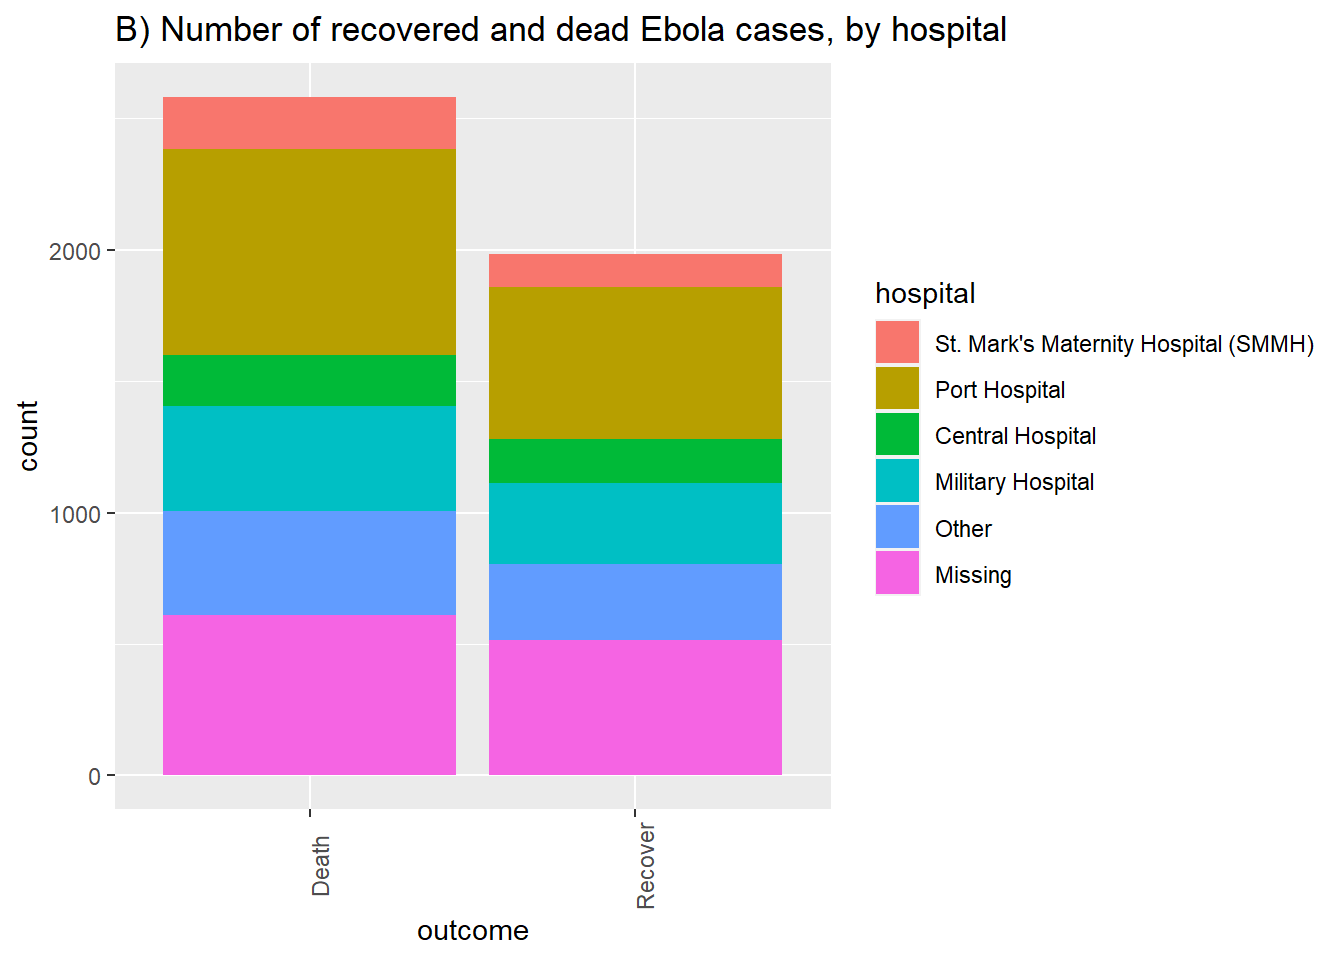 B) Number of recovered and dead Ebola cases, by hospital
2000
1000
0
count
Death
Recover
outcome
hospital
St. Mark's Maternity Hospital (SMMH)
Port Hospital
Central Hospital
Military Hospital
Other
Missing